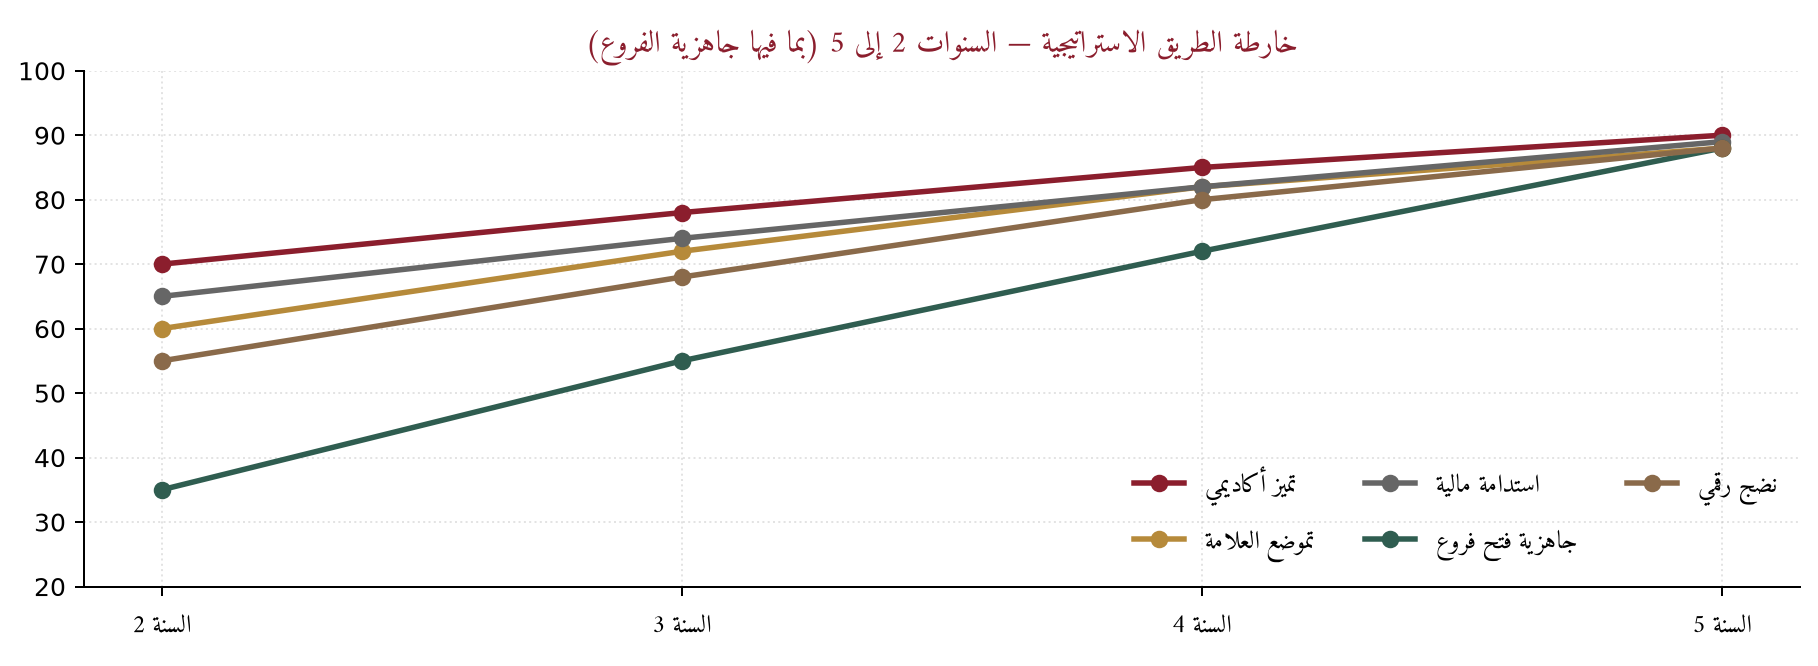 خارطة الطريق الاستراتيجية — السنوات 2 إلى 5 (بما فيها جاهزية الفروع)
100
90
80
70
60
50
40
30
20
تميز أكاديمي
استدامة مالية
نضج رقمي
تموضع العلامة
جاهزية فتح فروع
السنة 2
السنة 3
السنة 4
السنة 5